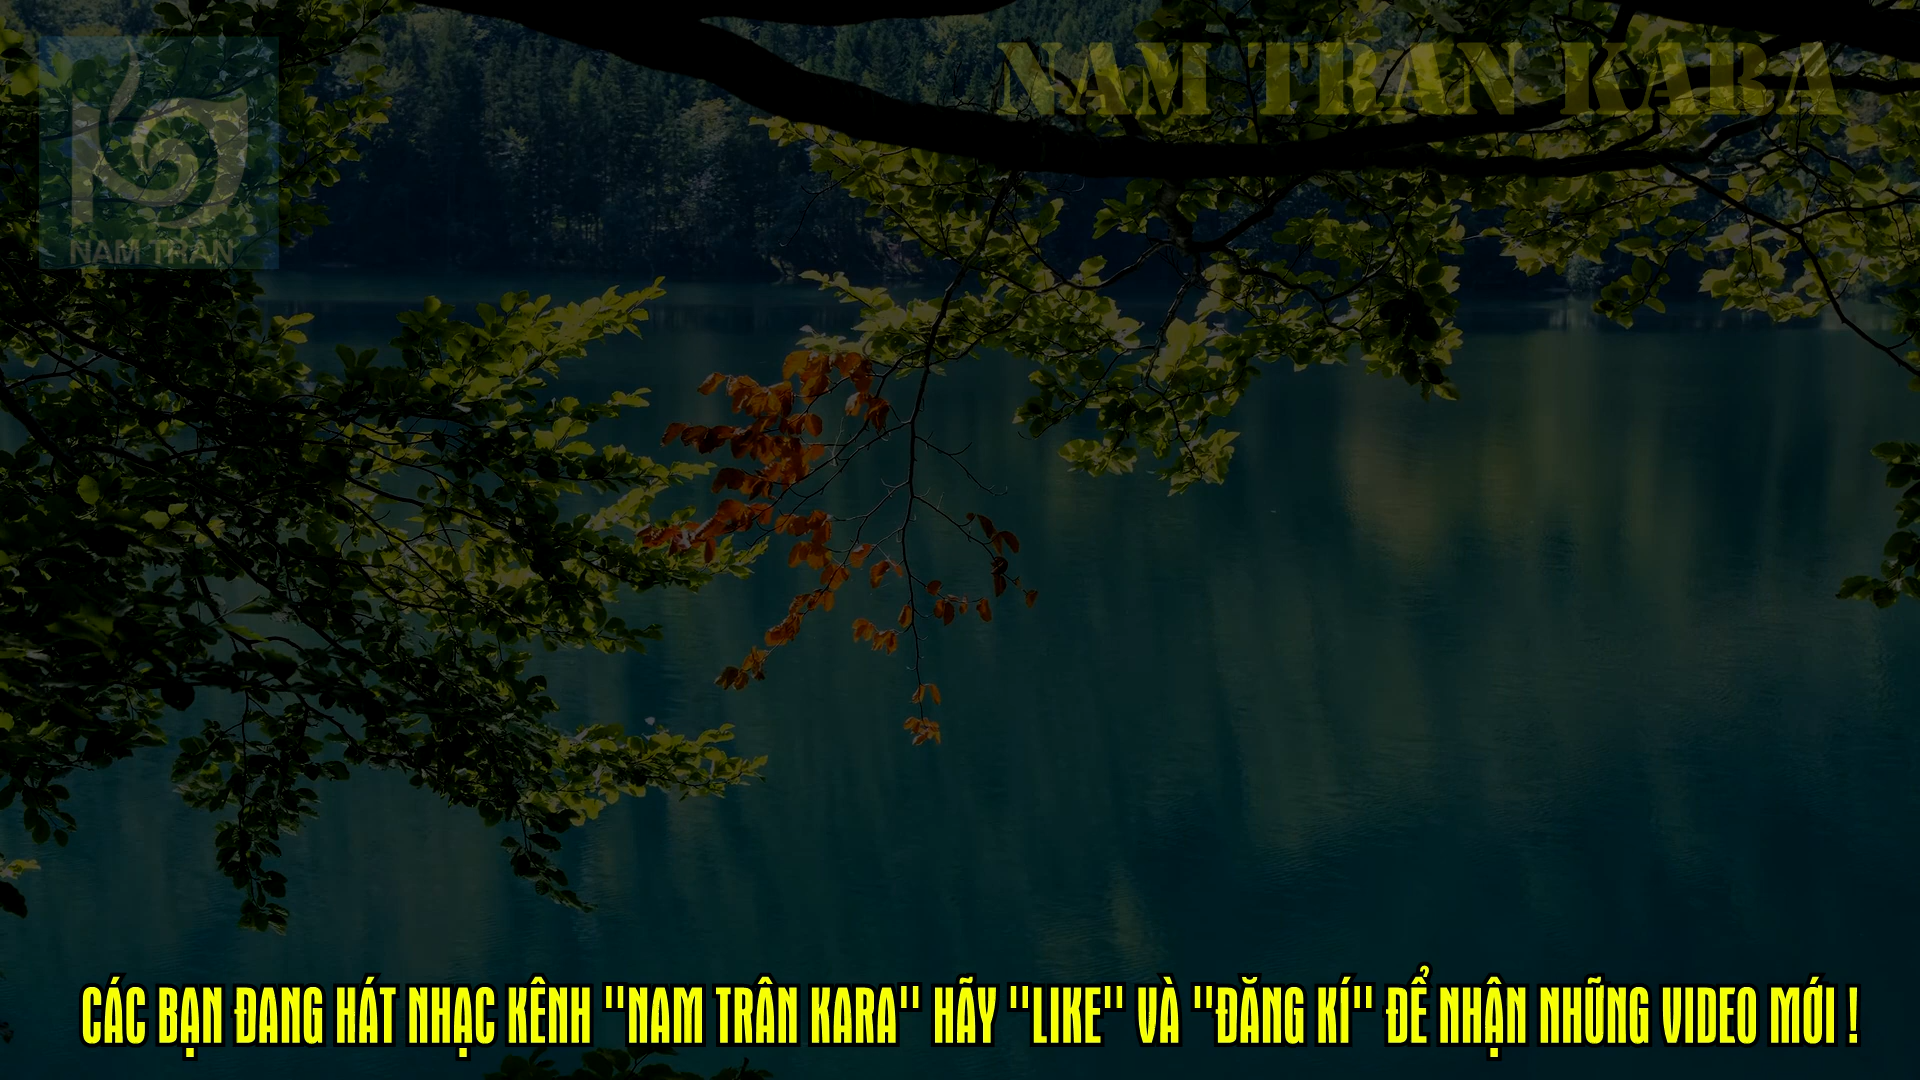 NAM TRAN KARA
NAM TRÂN
CÁC BẠN ĐANG HÁT NHẠC KÊNH "NAM TRÂN KARA" HÃY "LIKE" VÀ "ĐĂNG KÍ" ĐỂ NHẬN NHỮNG VIDEO MỚI !